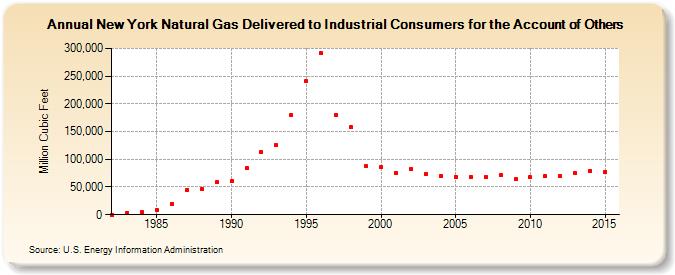 Annual New York Natural Gas Delivered to Industrial Consumers for the Account of Others
Million Cubic Feet
300,000
250,000
200,000
150,000
100,000
50,000
0
1985 1990 1995 2000 2005 2010 2015
Source: U.S. Energy Information Administration